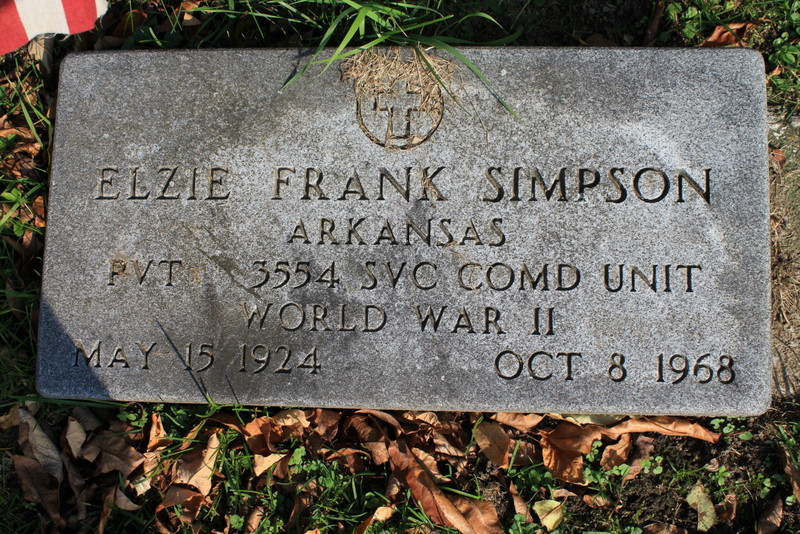 ELZIE FRANK SIMPSON
ARKANSAS
PVT 3554 SVC COMD UNIT
WORLD WAR II
MAY 15 1924 OCT 8 1968